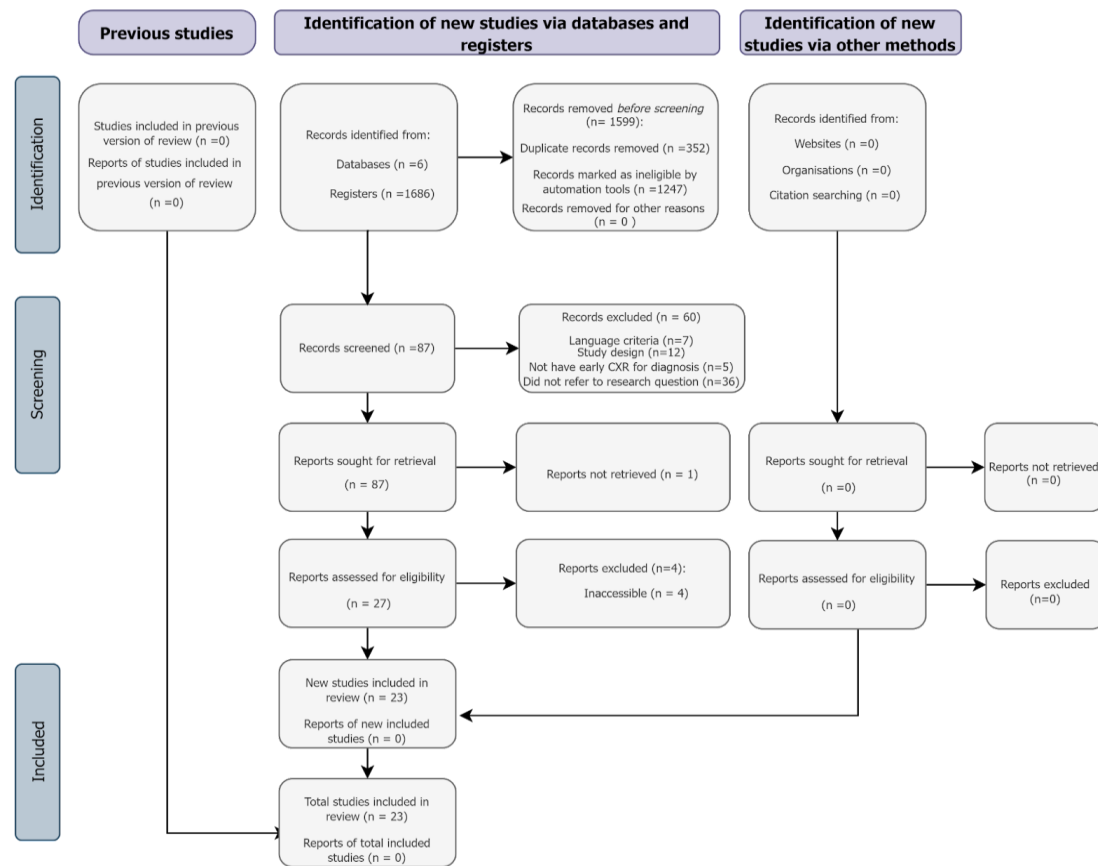 Previous studies
Identification of new studies via databases and
registers
Identification of new
studies via other methods
Identification
Studies included in previous
version of review (n =0)
Reports of studies included in
previous version of review
(n =0)
Records identified from:
Databases (n =6)
Registers (n =1686)
Records removed before screening
(n= 1599):
Duplicate records removed (n =352)
Records marked as ineligible by
automation tools (n =1247)
Records removed for other reasons
(n = 0 )
Records identified from:
Websites (n =0)
Organisations (n =0)
Citation searching (n =0)
Screening
Records screened (n =87)
Records excluded (n = 60)
Language criteria (n=7)
Study design (n=12)
Not have early CXR for diagnosis (n=5)
Did not refer to research question (n=36)
Reports sought for retrieval
(n = 87)
Reports not retrieved (n = 1)
Reports sought for retrieval
(n =0)
Reports not retrieved
(n =0)
Reports assessed for eligibility
(n = 27)
Reports excluded (n=4):
Inaccessible (n = 4)
Reports assessed for eligibility
(n =0)
Reports excluded
(n=0)
Included
New studies included in
review (n = 23)
Reports of new included
studies (n = 0)
Total studies included in
review (n = 23)
Reports of total included
studies (n = 0)